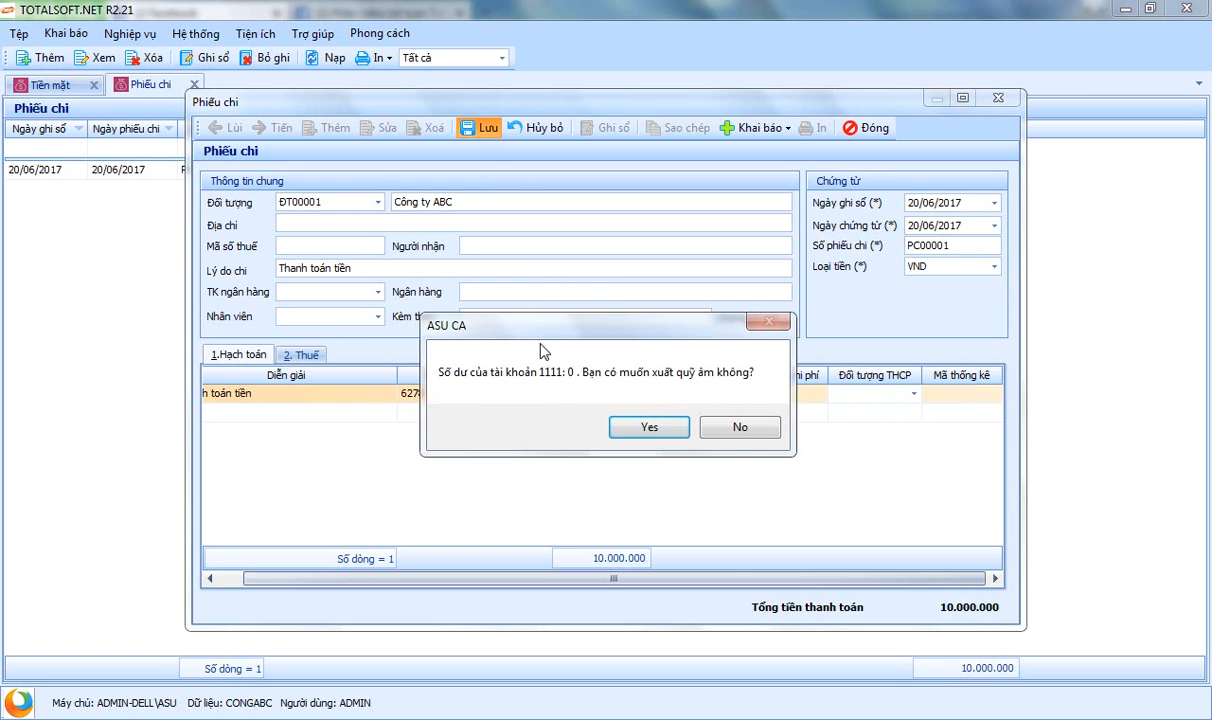 TOTALSOFT.NET R2.21
Tệp Khai báo Nghiệp vụ Hệ thống Tiện ích Trợ giúp Phong cách
Thêm Xem Xóa Ghi sổ Bỏ ghi Nạp In Tất cả
Tiền mặt Phiếu chi
Phiếu chi
Ngày ghi sổ Ngày phiếu chi
20/06/2017 20/06/2017
Phiếu chi
Lùi Tiến Thêm Sửa Xoá Lưu Hủy bỏ Ghi sổ Sao chép Khai báo In Đóng
Phiếu chi
Thông tin chung
Đối tượng ĐT00001 Công ty ABC
Địa chỉ
Mã số thuế Người nhận
Lý do chi Thanh toán tiền
TK ngân hàng Ngân hàng
Nhân viên Kèm
Chứng từ
Ngày ghi sổ (*) 20/06/2017
Ngày chứng từ (*) 20/06/2017
Số phiếu chi (*) PC00001
Loại tiền (*) VND
1.Hạch toán 2. Thuế
Diễn giải hi phí Đối tượng THCP Mã thống kê
h toán tiền 627
ASU CA
Số dư của tài khoản 1111: 0 . Bạn có muốn xuất quỹ âm không?
Yes No
Số dòng = 1 10.000.000
Tổng tiền thanh toán 10.000.000
Số dòng = 1 10.000.000
Máy chủ: ADMIN-DELL\ASU Dữ liệu: CONGABC Người dùng: ADMIN